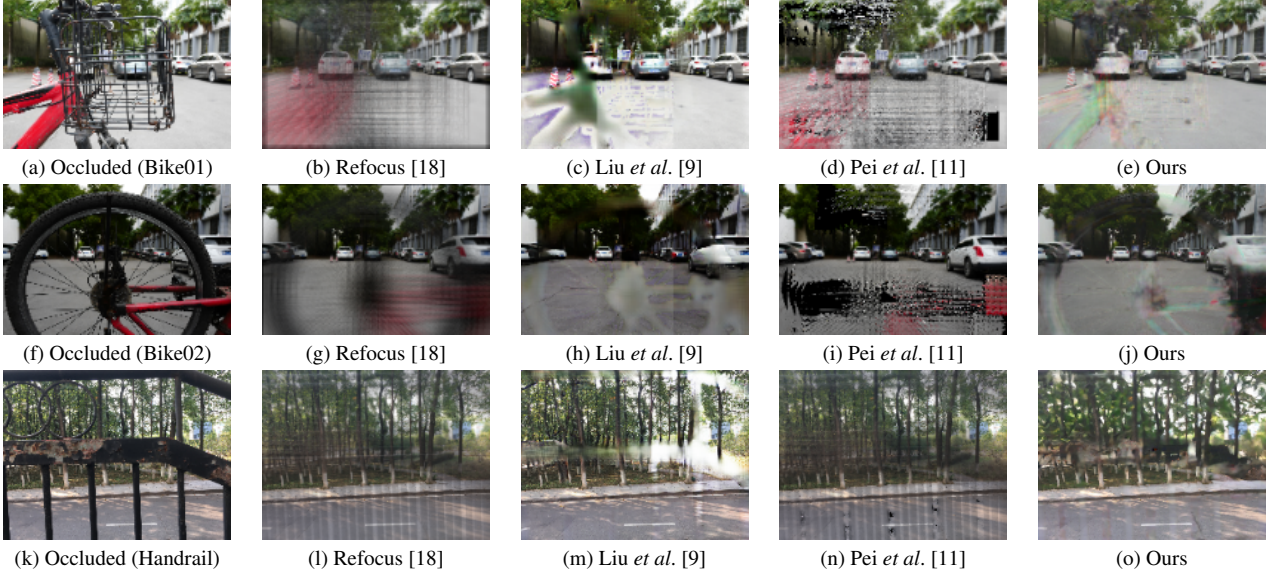 (a) Occluded (Bike01) (b) Refocus [18] (c) Liu et al. [9] (d) Pei et al. [11] (e) Ours
(f) Occluded (Bike02) (g) Refocus [18] (h) Liu et al. [9] (i) Pei et al. [11] (j) Ours
(k) Occluded (Handrail) (l) Refocus [18] (m) Liu et al. [9] (n) Pei et al. [11] (o) Ours